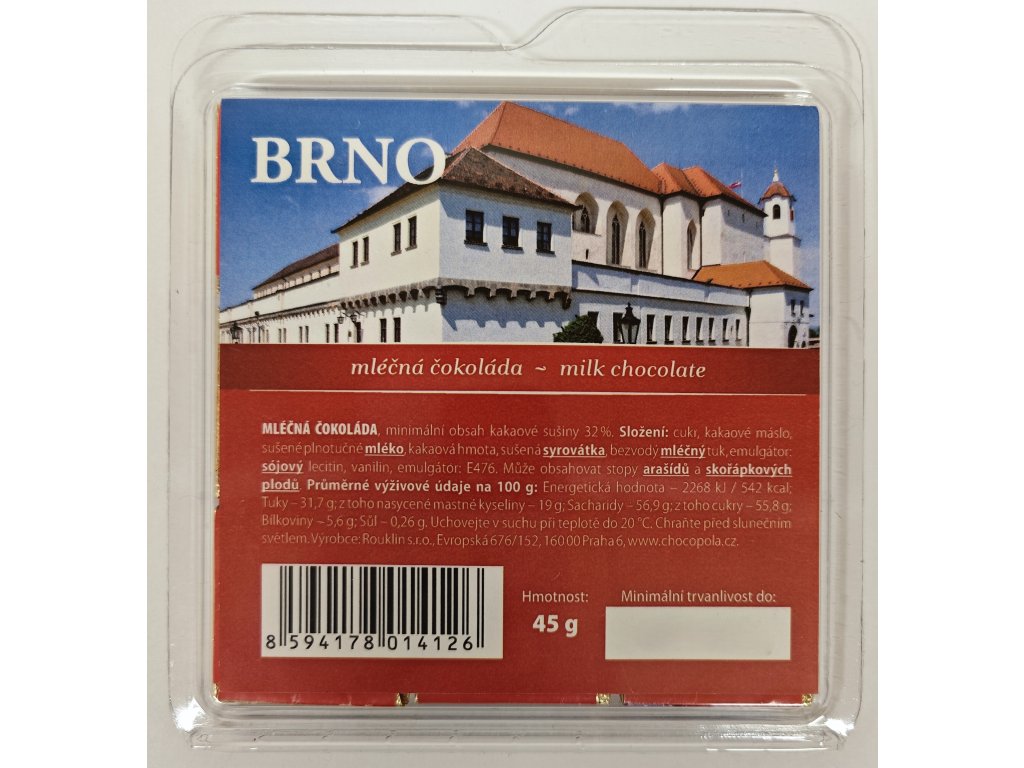 BRNO
mléčná čokoláda ~ milk chocolate
MLÉČNÁ ČOKOLÁDA, minimální obsah kakaové sušiny 32%. Složení: cukr, kakaové máslo,
sušené plnotučné mléko, kakaová hmota, sušená syrovátka, bezvodý mléčný tuk, emulgátor:
sójový lecitin, vanilin, emulgátor: E476. Může obsahovat stopy arašídů a skořápkových
plodů. Průměrné výživové údaje na 100 g: Energetická hodnota – 2268 kJ / 542 kcal;
Tuky – 31,7 g; z toho nasycené mastné kyseliny – 19 g; Sacharidy – 56,9 g; z toho cukry – 55,8 g;
Bílkoviny – 5,6 g; Sůl – 0,26 g. Uchovejte v suchu při teplotě do 20 °C. Chraňte před slunečním
světlem. Výrobce: Rouklin s.r.o., Evropská 676/152, 160 00 Praha 6, www.chocopola.cz.
Hmotnost: Minimální trvanlivost do:
45 g
8 594178 014126